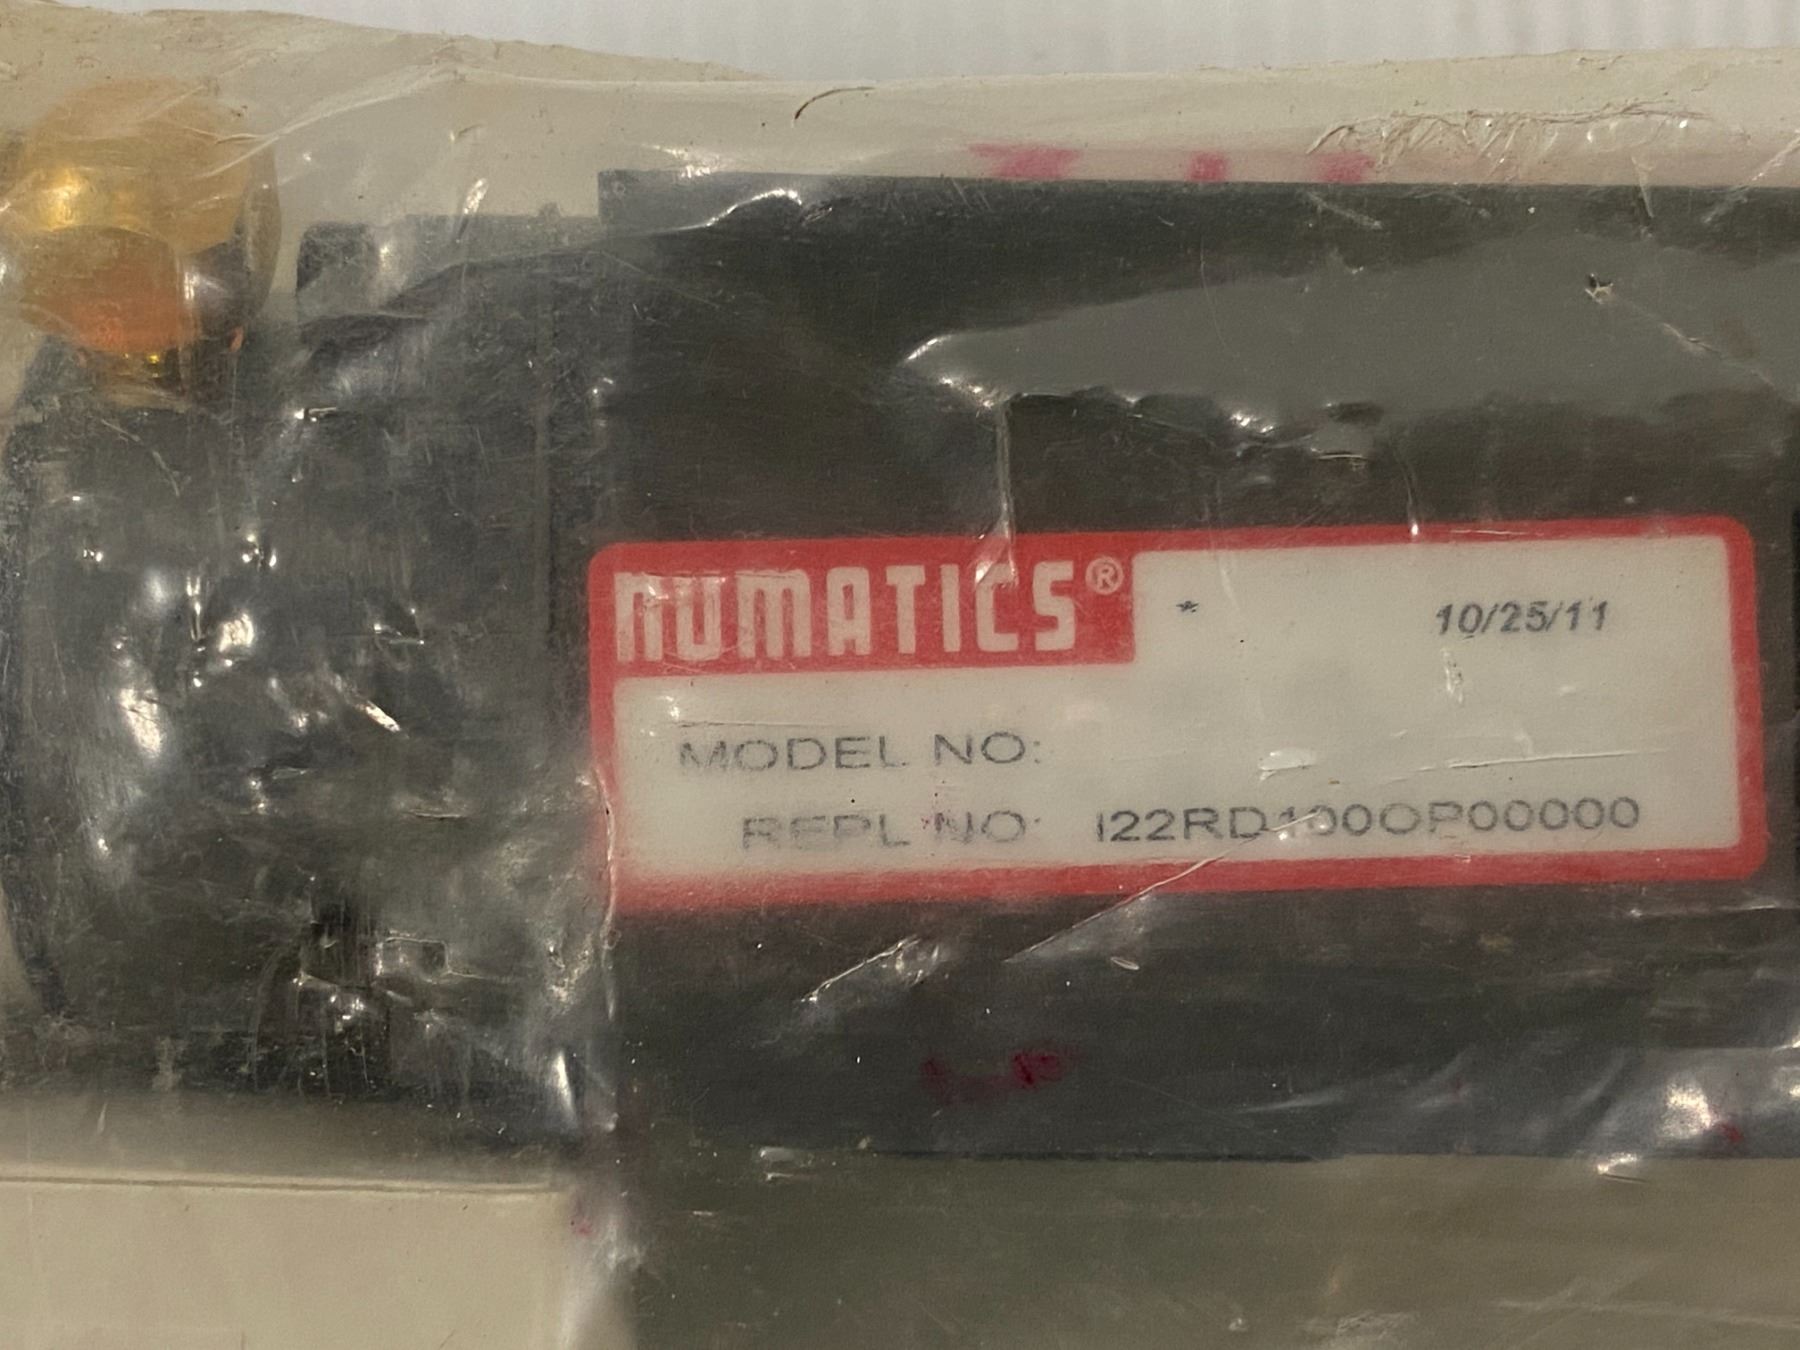 NUMATICS®
* 10/25/11
MODEL NO:
REPL NO: I22RD100OP00000